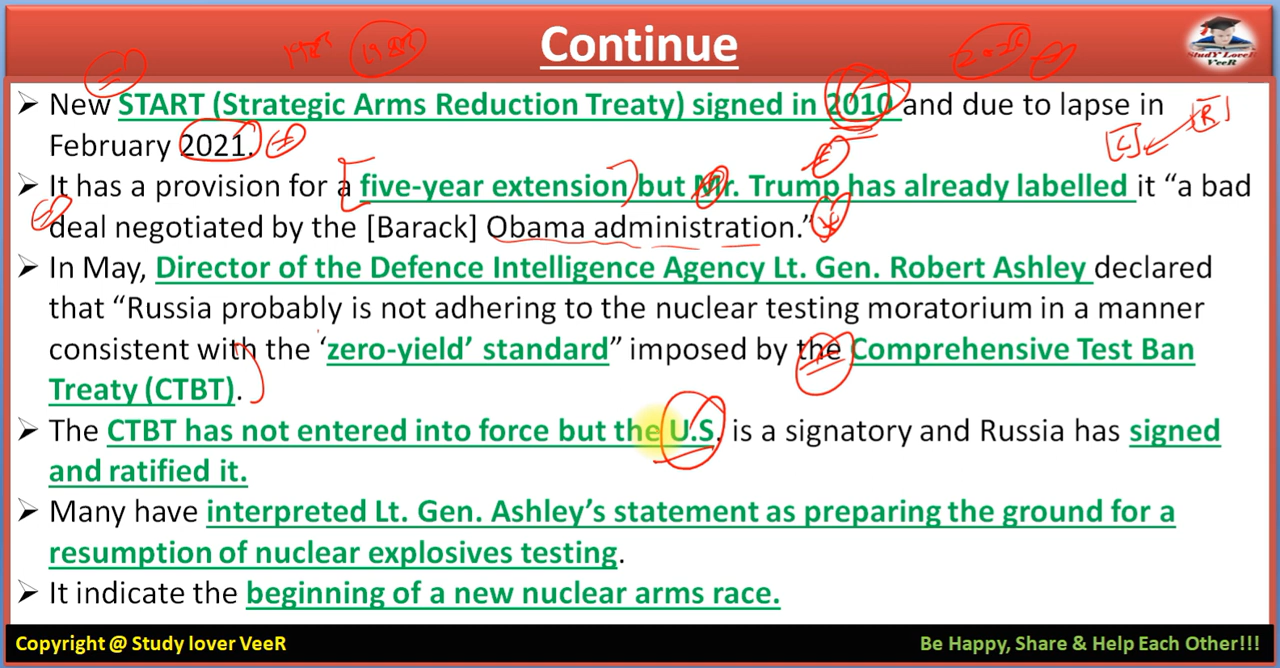 Continue
StudY LoveR
VeeR
➢ New START (Strategic Arms Reduction Treaty) signed in 2010 and due to lapse in
February 2021.
➢ It has a provision for a five-year extension but Mr. Trump has already labelled it “a bad
deal negotiated by the [Barack] Obama administration.”
➢ In May, Director of the Defence Intelligence Agency Lt. Gen. Robert Ashley declared
that “Russia probably is not adhering to the nuclear testing moratorium in a manner
consistent with the ‘zero-yield’ standard” imposed by the Comprehensive Test Ban
Treaty (CTBT).
➢ The CTBT has not entered into force but the U.S. is a signatory and Russia has signed
and ratified it.
➢ Many have interpreted Lt. Gen. Ashley’s statement as preparing the ground for a
resumption of nuclear explosives testing.
➢ It indicate the beginning of a new nuclear arms race.
Copyright @ Study lover VeeR
Be Happy, Share & Help Each Other!!!